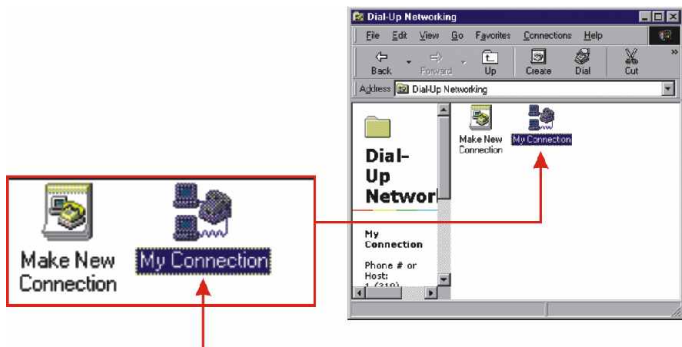 Dial-Up Networking
File Edit View Go Favorites Connections Help
Back Forward Up Create Dial Cut »
Address Dial-Up Networking
Make New
Connection
My Connection
Dial-
Up
Networ
My
Connection
Phone # or
Host:
1 (310)
Make New
Connection
My Connection